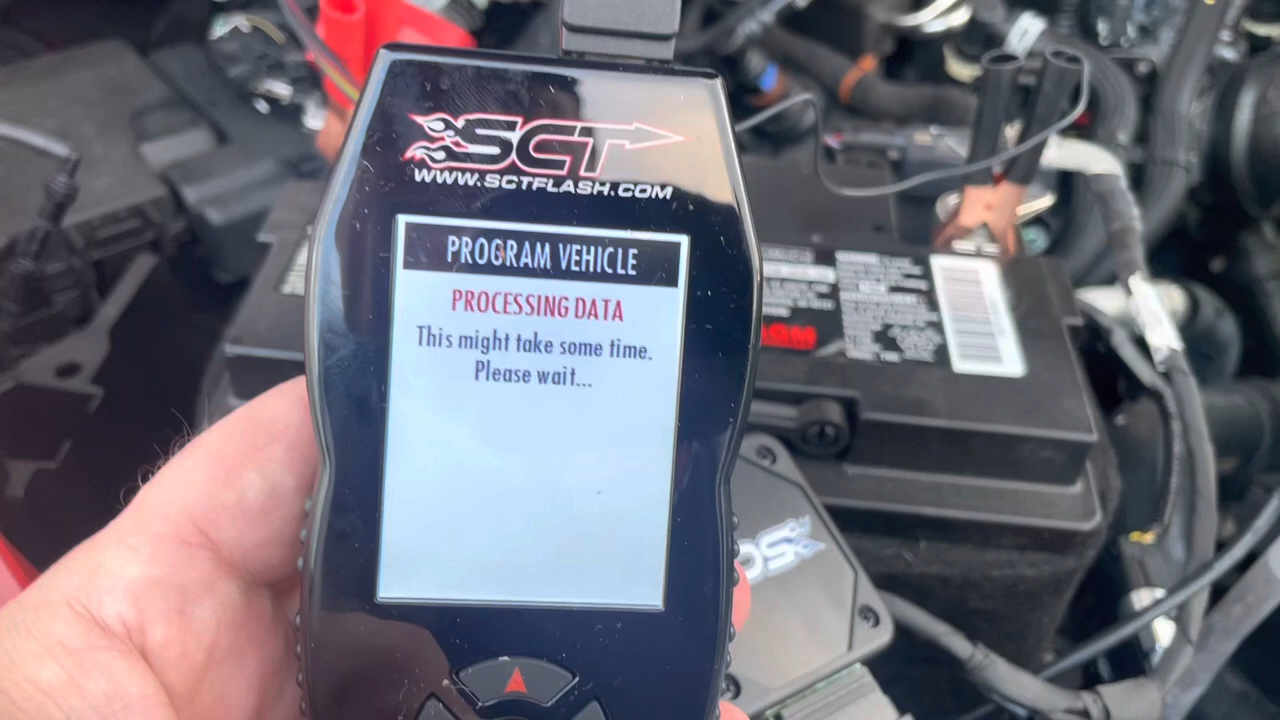 SCT
WWW.SCTFLASH.COM
PROGRAM VEHICLE
PROCESSING DATA
This might take some time.
Please wait...